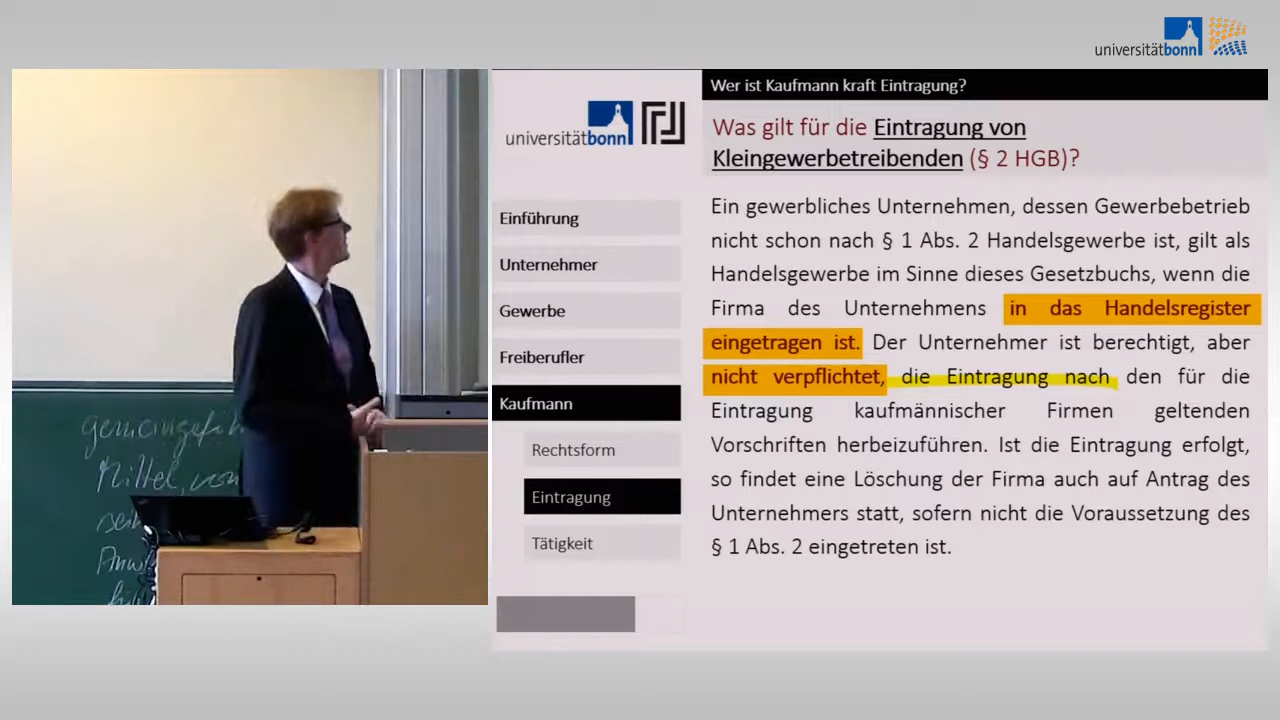 universitätbonn
Wer ist Kaufmann kraft Eintragung?
universitätbonn
Was gilt für die Eintragung von
Kleingewerbetreibenden (§ 2 HGB)?
Einführung
Unternehmer
Gewerbe
Freiberufler
Kaufmann
Rechtsform
Eintragung
Tätigkeit
Ein gewerbliches Unternehmen, dessen Gewerbebetrieb
nicht schon nach § 1 Abs. 2 Handelsgewerbe ist, gilt als
Handelsgewerbe im Sinne dieses Gesetzbuchs, wenn die
Firma des Unternehmens in das Handelsregister
eingetragen ist. Der Unternehmer ist berechtigt, aber
nicht verpflichtet, die Eintragung nach den für die
Eintragung kaufmännischer Firmen geltenden
Vorschriften herbeizuführen. Ist die Eintragung erfolgt,
so findet eine Löschung der Firma auch auf Antrag des
Unternehmers statt, sofern nicht die Voraussetzung des
§ 1 Abs. 2 eingetreten ist.
Mittel, von